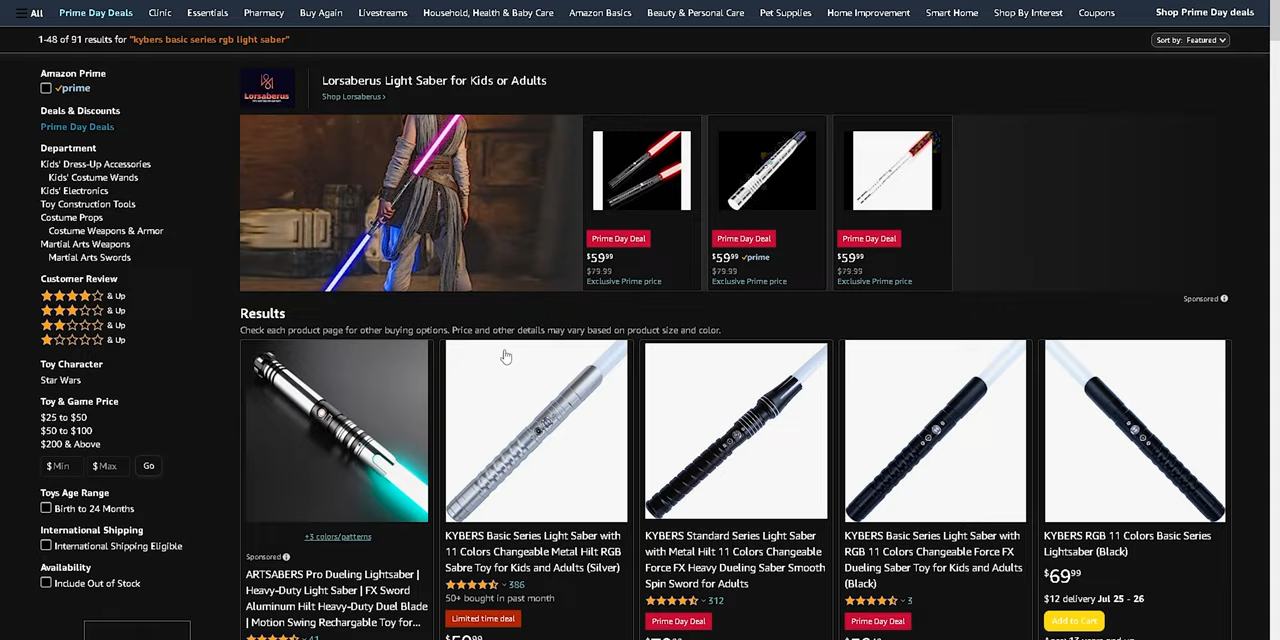 All Prime Day Deals Clinic Essentials Pharmacy Buy Again Livestreams Household, Health & Baby Care Amazon Basics Beauty & Personal Care Pet Supplies Home Improvement Smart Home Shop By Interest Coupons Shop Prime Day deals
1-48 of 91 results for "kybers basic series rgb light saber"
Sort by: Featured
Amazon Prime
prime
Deals & Discounts
Prime Day Deals
Department
Kids' Dress-Up Accessories
Kids' Costume Wands
Kids' Electronics
Toy Construction Tools
Costume Props
Costume Weapons & Armor
Martial Arts Weapons
Martial Arts Swords
Customer Review
& Up
& Up
& Up
& Up
Toy Character
Star Wars
Toy & Game Price
$25 to $50
$50 to $100
$200 & Above
$ Min $ Max Go
Toys Age Range
Birth to 24 Months
International Shipping
International Shipping Eligible
Availability
Include Out of Stock
Lorsaberus
Lorsaberus Light Saber for Kids or Adults
Shop Lorsaberus ›
Prime Day Deal
$59.99
$79.99
Exclusive Prime price
Prime Day Deal
$59.99 prime
$79.99
Exclusive Prime price
Prime Day Deal
$59.99
$79.99
Exclusive Prime price
Sponsored
Results
Check each product page for other buying options. Price and other details may vary based on product size and color.
+3 colors/patterns
Sponsored
ARTSABERS Pro Dueling Lightsaber |
Heavy-Duty Light Saber | FX Sword
Aluminum Hilt Heavy-Duty Duel Blade
| Motion Swing Rechargable Toy for...
41
KYBERS Basic Series Light Saber with
11 Colors Changeable Metal Hilt RGB
Sabre Toy for Kids and Adults (Silver)
386
50+ bought in past month
Limited time deal
KYBERS Standard Series Light Saber
with Metal Hilt 11 Colors Changeable
Force FX Heavy Dueling Saber Smooth
Spin Sword for Adults
312
Prime Day Deal
KYBERS Basic Series Light Saber with
RGB 11 Colors Changeable Force FX
Dueling Saber Toy for Kids and Adults
(Black)
3
Prime Day Deal
KYBERS RGB 11 Colors Basic Series
Lightsaber (Black)
$69.99
$12 delivery Jul 25 - 26
Add to Cart